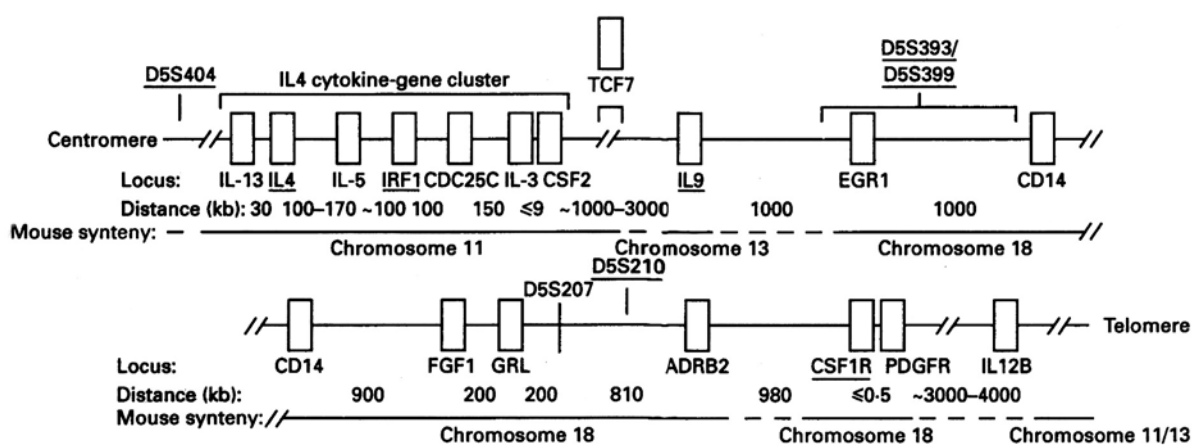 D5S393/
D5S404 IL4 cytokine-gene cluster TCF7 D5S399
Centromere
Locus: IL-13 IL4 IL-5 IRF1 CDC25C IL-3 CSF2 IL9 EGR1 CD14
Distance (kb): 30 100–170 ~100 100 150 ≤9 ~1000–3000 1000 1000
Mouse synteny: Chromosome 11 Chromosome 13 Chromosome 18
D5S210
D5S207
Telomere
Locus: CD14 FGF1 GRL ADRB2 CSF1R PDGFR IL12B
Distance (kb): 900 200 200 810 980 ≤0·5 ~3000–4000
Mouse synteny: Chromosome 18 Chromosome 18 Chromosome 11/13